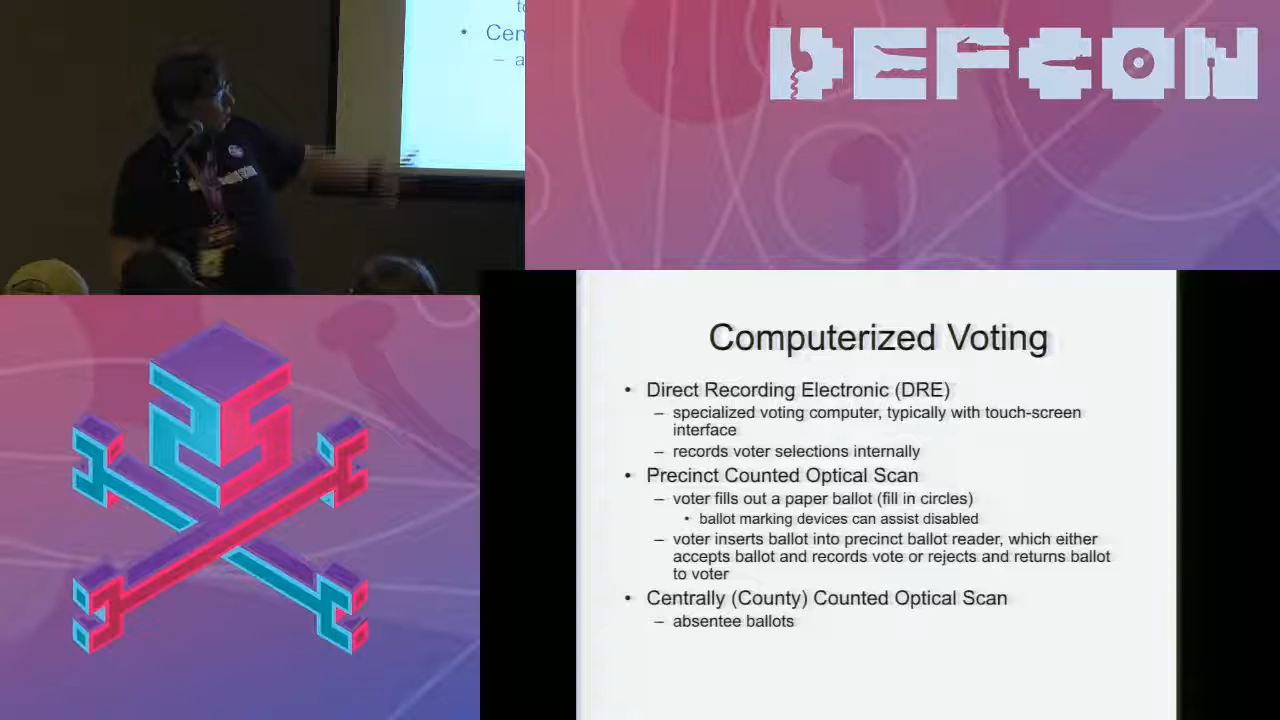 Cen
DEFCON
Computerized Voting
• Direct Recording Electronic (DRE)
– specialized voting computer, typically with touch-screen
interface
– records voter selections internally
• Precinct Counted Optical Scan
– voter fills out a paper ballot (fill in circles)
• ballot marking devices can assist disabled
– voter inserts ballot into precinct ballot reader, which either
accepts ballot and records vote or rejects and returns ballot
to voter
• Centrally (County) Counted Optical Scan
– absentee ballots